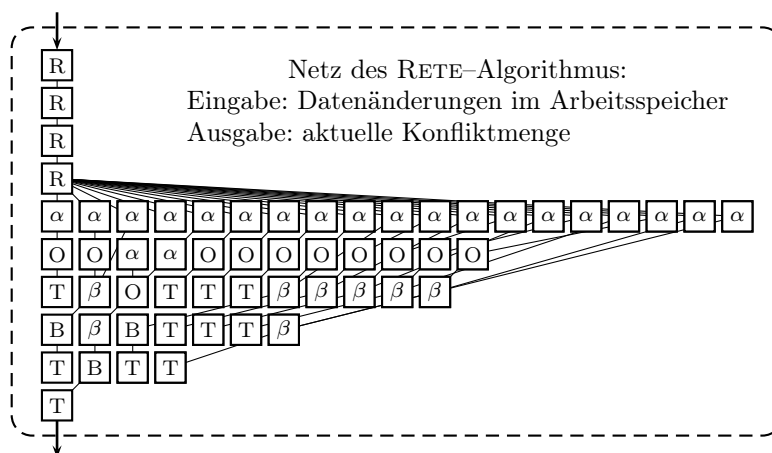 Netz des RETE–Algorithmus:
Eingabe: Datenänderungen im Arbeitsspeicher
Ausgabe: aktuelle Konfliktmenge
R
R
R
R
α α α α α α α α α α α α α α α α α α α
O O α α O O O O O O O O
T β O T T T β β β β β
B β B T T T β
T B T T
T